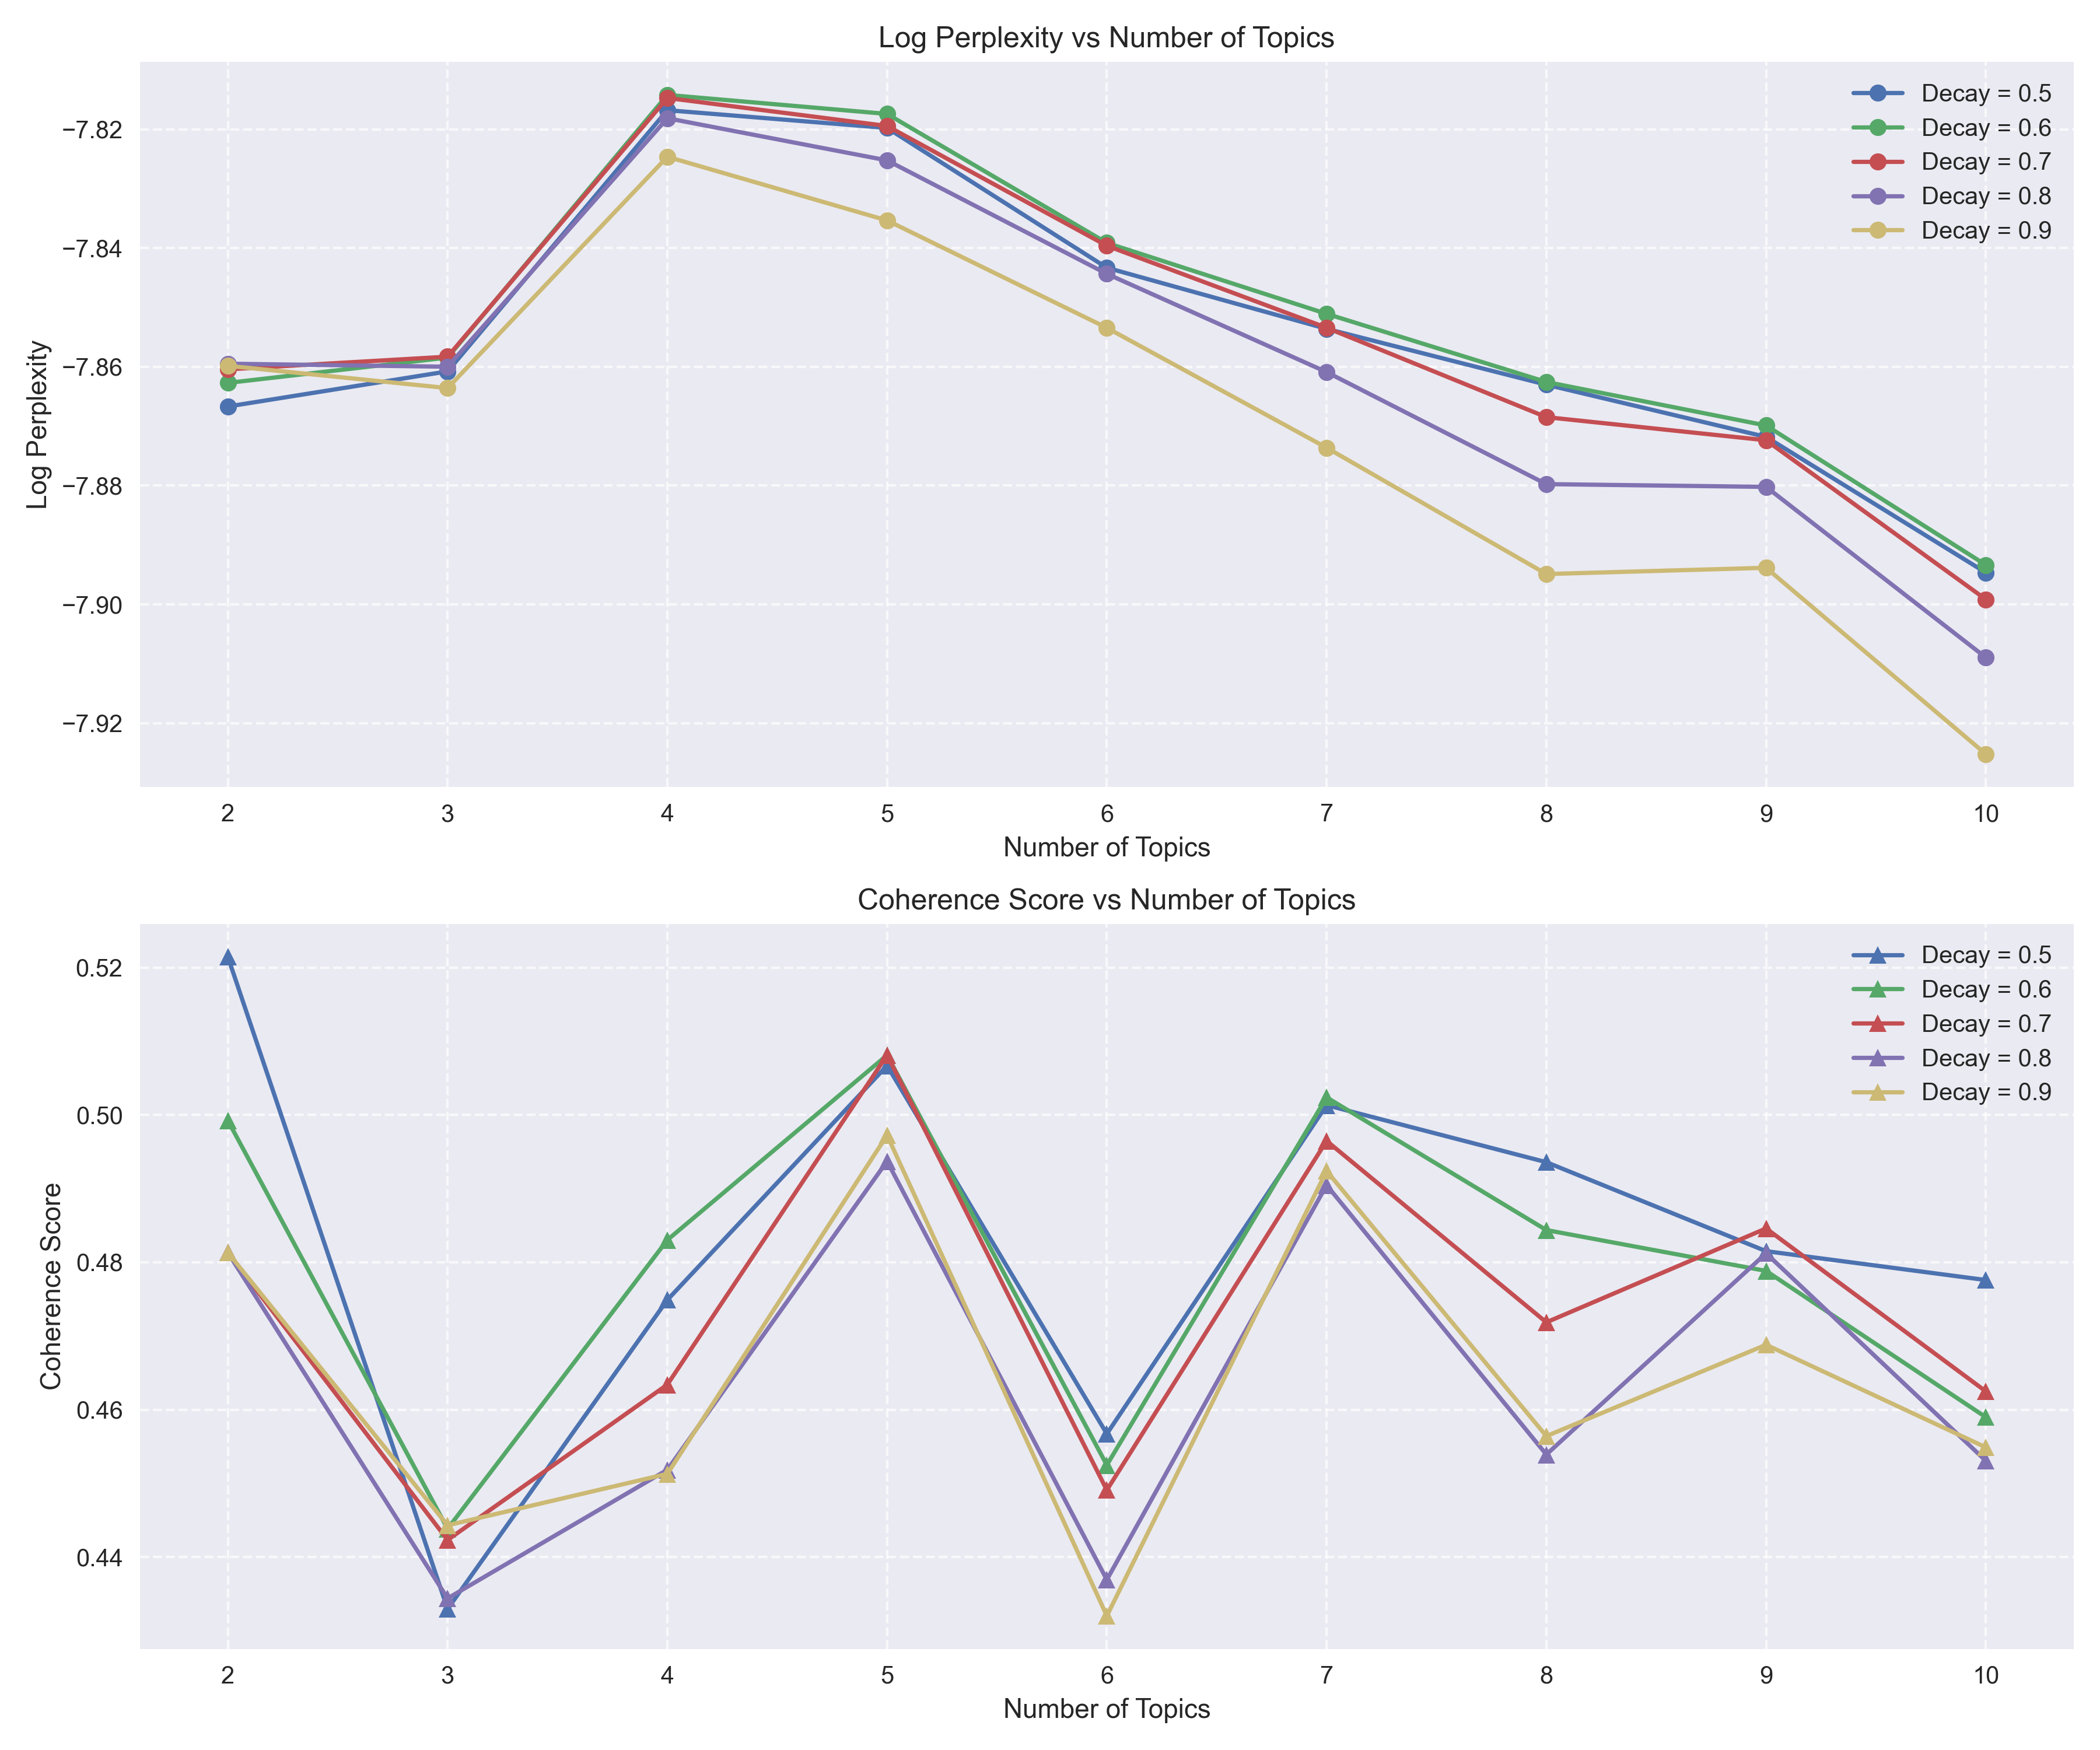 Log Perplexity vs Number of Topics
Log Perplexity
−7.82
−7.84
−7.86
−7.88
−7.90
−7.92
Decay = 0.5
Decay = 0.6
Decay = 0.7
Decay = 0.8
Decay = 0.9
2 3 4 5 6 7 8 9 10
Number of Topics
Coherence Score vs Number of Topics
Coherence Score
0.52
0.50
0.48
0.46
0.44
Decay = 0.5
Decay = 0.6
Decay = 0.7
Decay = 0.8
Decay = 0.9
2 3 4 5 6 7 8 9 10
Number of Topics